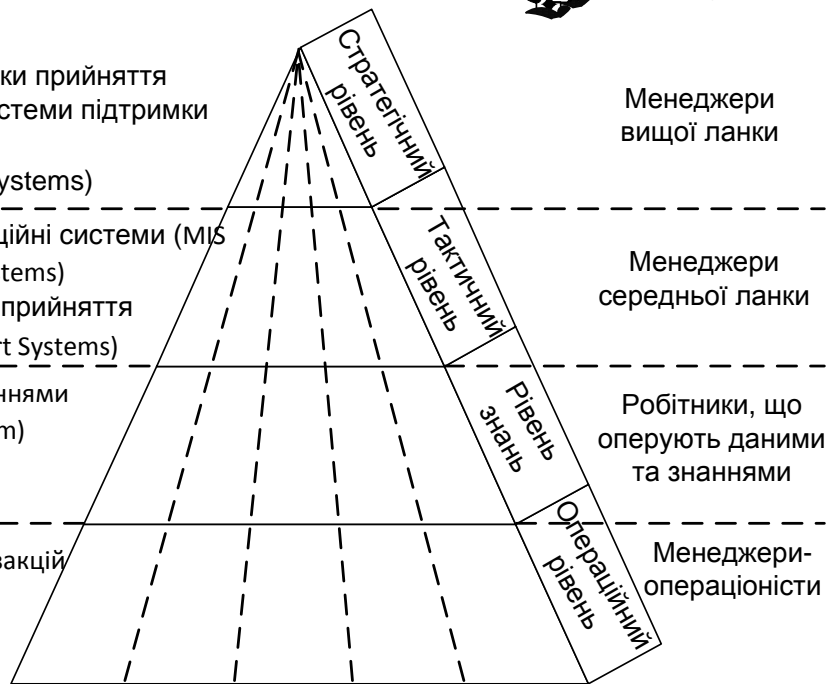 ки прийняття
стеми підтримки
ystems)
Стратегічний
рівень
Менеджери
вищої ланки
ційні системи (MIS
tems)
прийняття
rt Systems)
Тактичний
рівень
Менеджери
середньої ланки
ннями
m)
Рівень
знань
Робітники, що
оперують даними
та знаннями
закцій
Операційний
рівень
Менеджери-
операціоністи